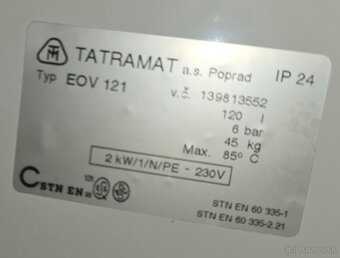 TATRAMAT a.s. Poprad IP 24
Typ EOV 121
v.č. 139813552
120 l
6 bar
45 kg
Max. 85° C
2 kW/1/N/PE ~ 230V
C STN EN
STN EN 60 335-1
STN EN 60 335-2.21